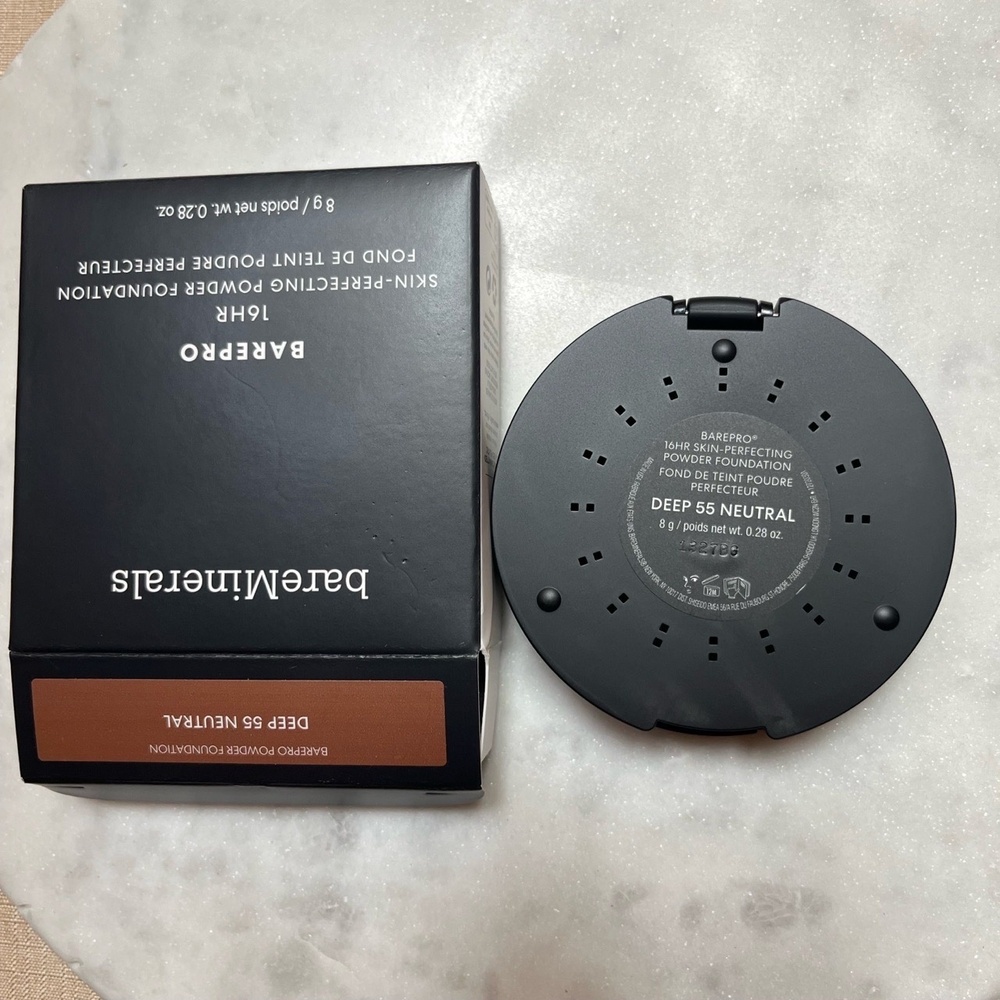 bareMinerals
BAREPRO
16HR
SKIN-PERFECTING POWDER FOUNDATION
FOND DE TEINT POUDRE PERFECTEUR
8 g / poids net wt. 0.28 oz.
BAREPRO POWDER FOUNDATION
DEEP 55 NEUTRAL
BAREPRO®
16HR SKIN-PERFECTING
POWDER FOUNDATION
FOND DE TEINT POUDRE
PERFECTEUR
DEEP 55 NEUTRAL
8 g / poids net wt. 0.28 oz.
12M